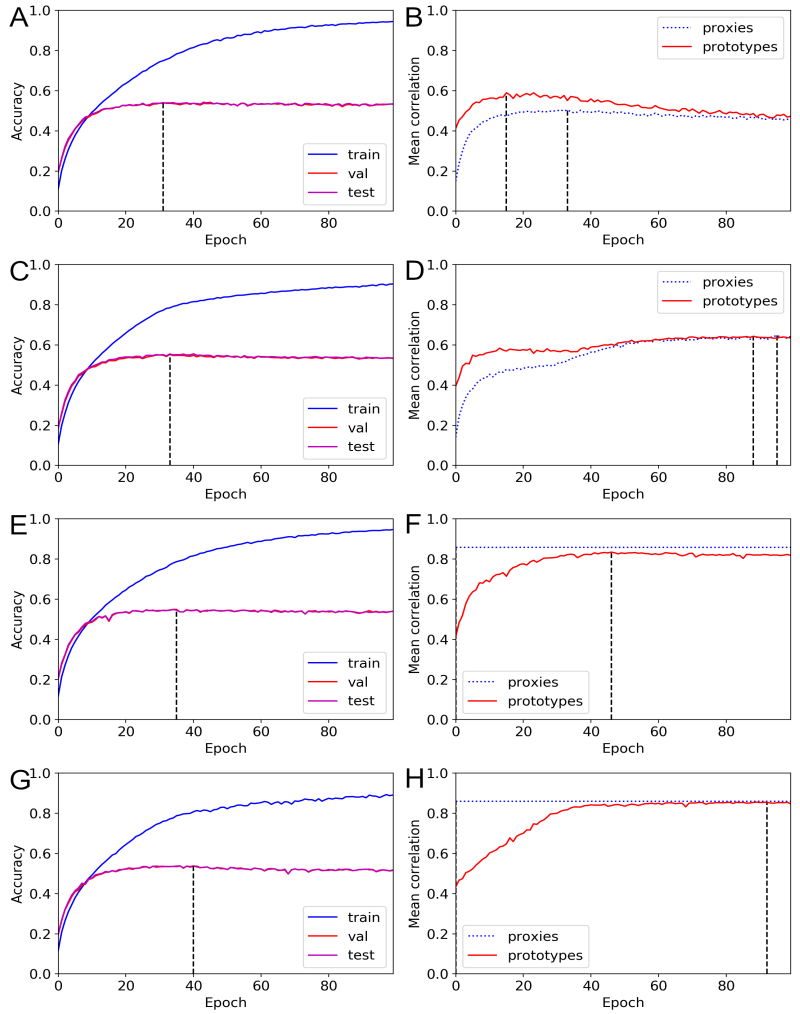 A
1.0
0.8
0.6
0.4
0.2
0.0
Accuracy
train
val
test
0 20 40 60 80
Epoch
B
1.0
0.8
0.6
0.4
0.2
0.0
Mean correlation
proxies
prototypes
0 20 40 60 80
Epoch
C
1.0
0.8
0.6
0.4
0.2
0.0
Accuracy
train
val
test
0 20 40 60 80
Epoch
D
1.0
0.8
0.6
0.4
0.2
0.0
Mean correlation
proxies
prototypes
0 20 40 60 80
Epoch
E
1.0
0.8
0.6
0.4
0.2
0.0
Accuracy
train
val
test
0 20 40 60 80
Epoch
F
1.0
0.8
0.6
0.4
0.2
0.0
Mean correlation
proxies
prototypes
0 20 40 60 80
Epoch
G
1.0
0.8
0.6
0.4
0.2
0.0
Accuracy
train
val
test
0 20 40 60 80
Epoch
H
1.0
0.8
0.6
0.4
0.2
0.0
Mean correlation
proxies
prototypes
0 20 40 60 80
Epoch